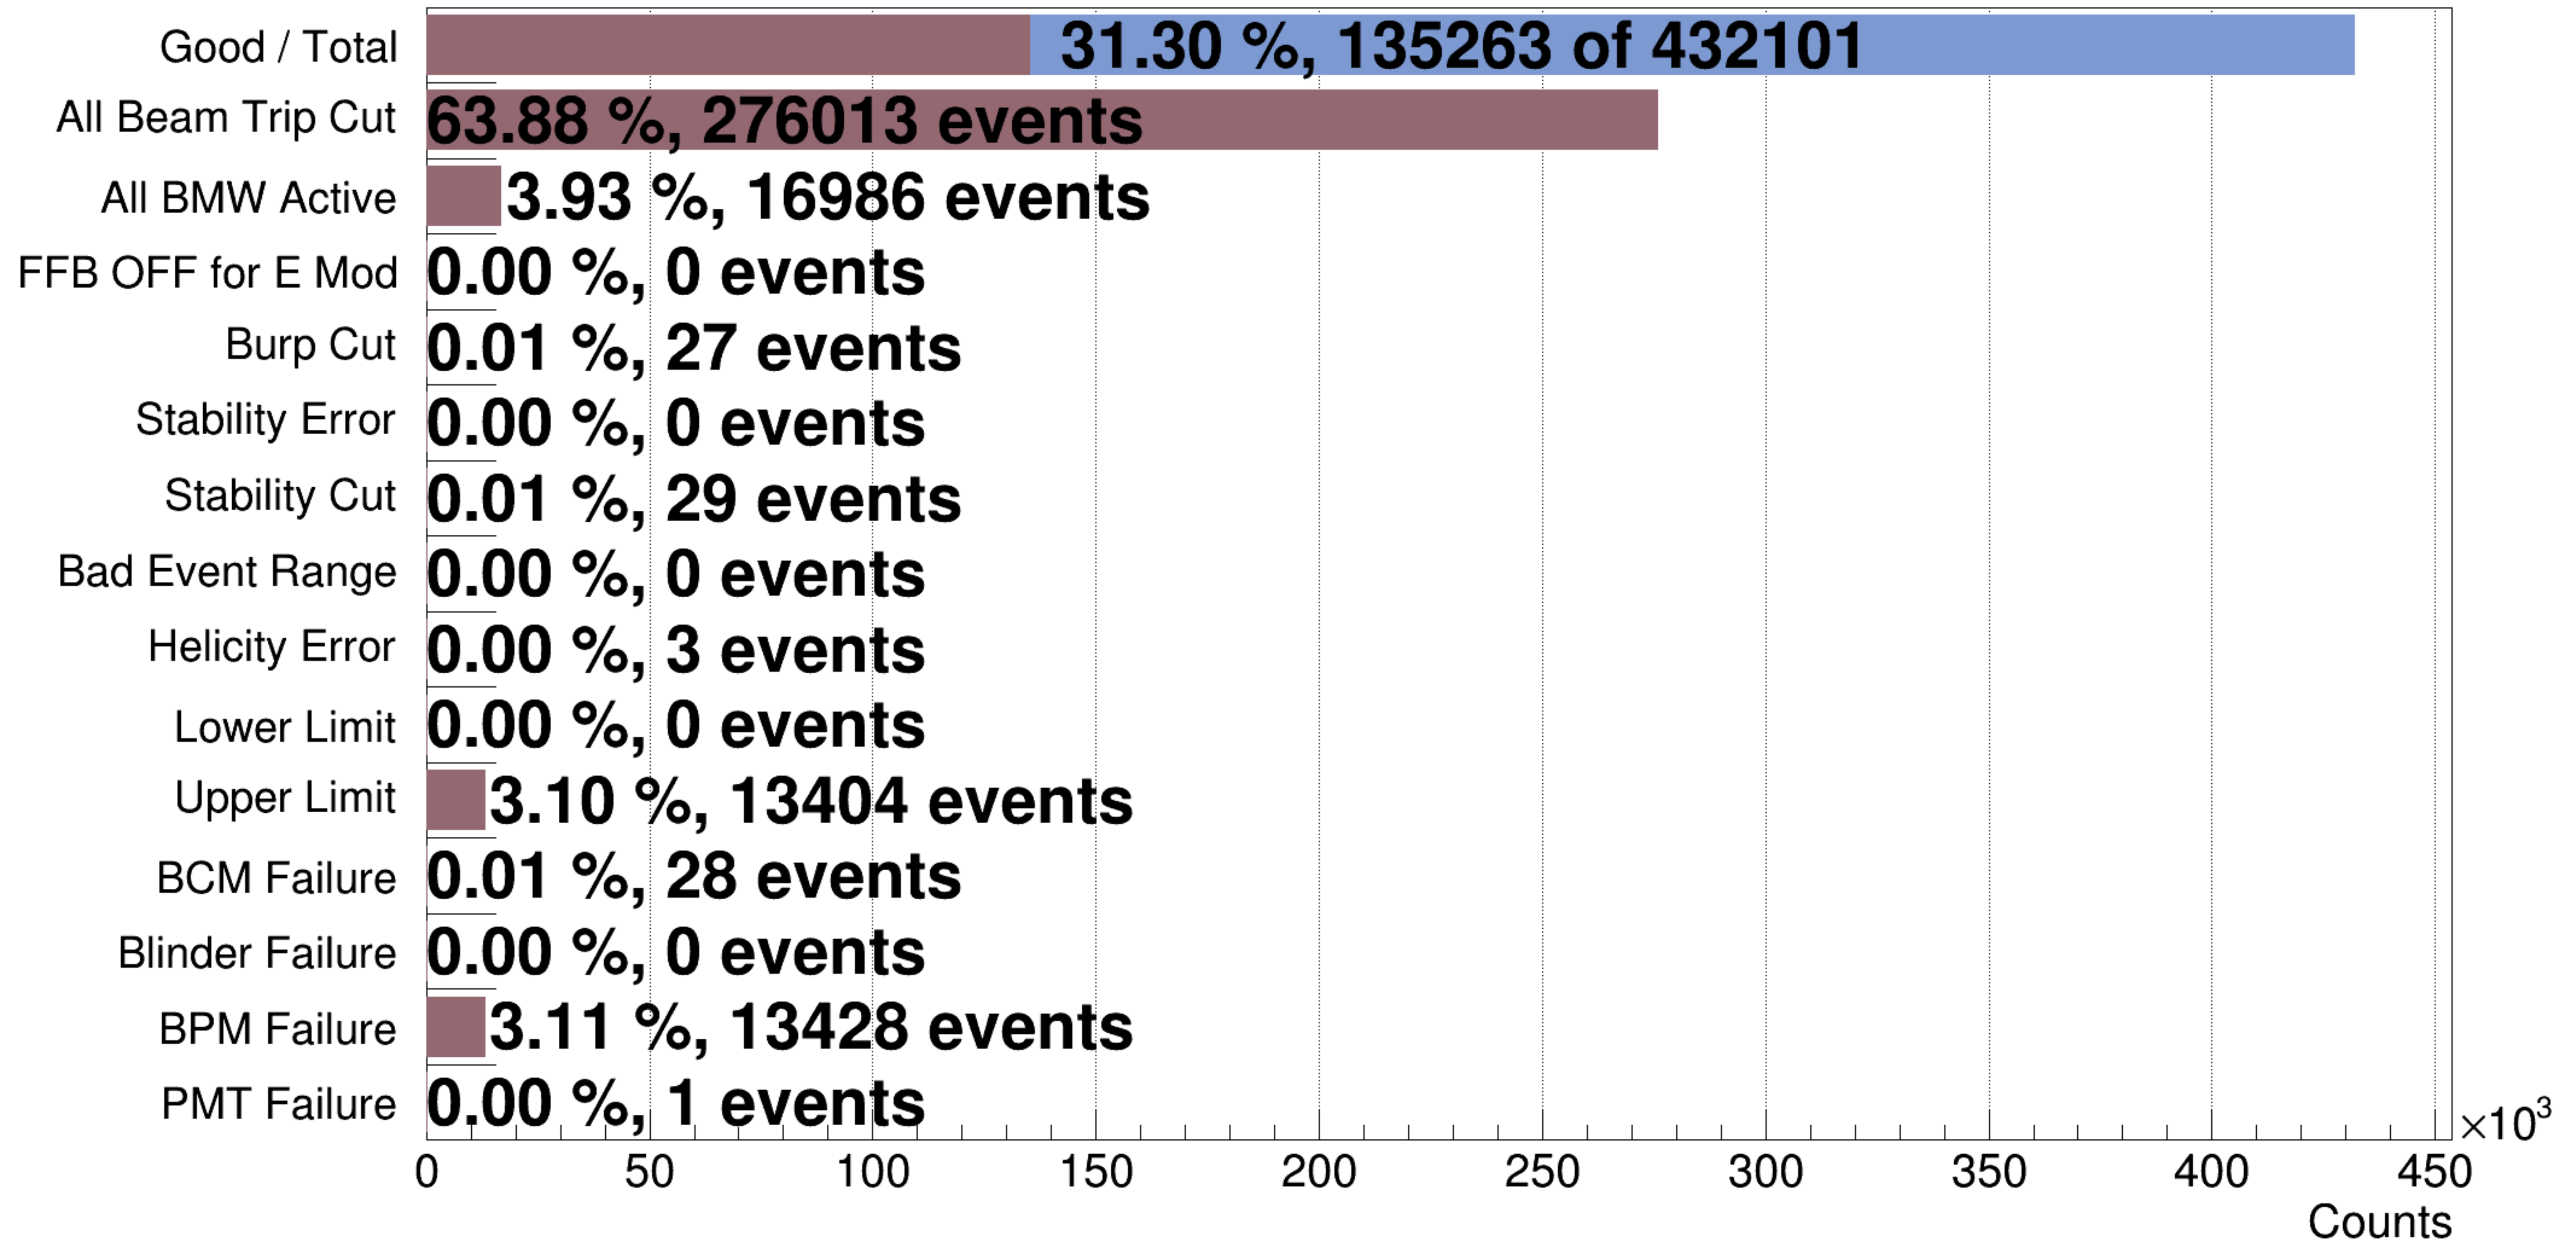 Good / Total 31.30 %, 135263 of 432101
All Beam Trip Cut 63.88 %, 276013 events
All BMW Active 3.93 %, 16986 events
FFB OFF for E Mod 0.00 %, 0 events
Burp Cut 0.01 %, 27 events
Stability Error 0.00 %, 0 events
Stability Cut 0.01 %, 29 events
Bad Event Range 0.00 %, 0 events
Helicity Error 0.00 %, 3 events
Lower Limit 0.00 %, 0 events
Upper Limit 3.10 %, 13404 events
BCM Failure 0.01 %, 28 events
Blinder Failure 0.00 %, 0 events
BPM Failure 3.11 %, 13428 events
PMT Failure 0.00 %, 1 events
×10³
0 50 100 150 200 250 300 350 400 450
Counts